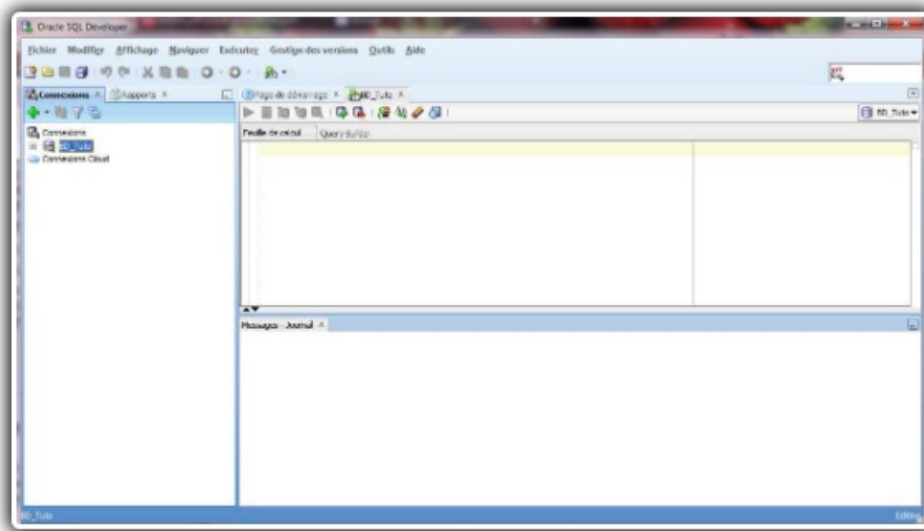 Oracle SQL Developer
Fichier Modifier Affichage Naviguer Exécuter Gestion des versions Outils Aide
Connexions Rapports
Page de démarrage BD_Tuto
BD_Tuto
Feuille de calcul Query Builder
Connexions
BD_Tuto
Connexions Cloud
Messages - Journal
BD_Tuto
Editing